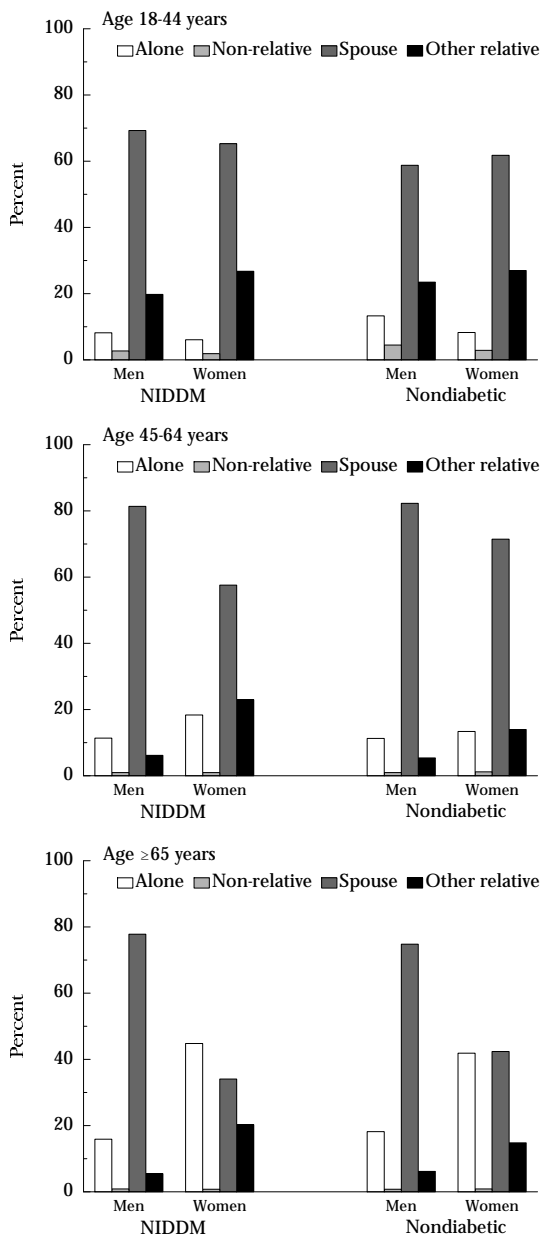 Age 18-44 years
100
Alone Non-relative Spouse Other relative
80
60
Percent
40
20
0
Men Women Men Women
NIDDM Nondiabetic
Age 45-64 years
100
Alone Non-relative Spouse Other relative
80
60
Percent
40
20
0
Men Women Men Women
NIDDM Nondiabetic
Age ≥65 years
100
Alone Non-relative Spouse Other relative
80
60
Percent
40
20
0
Men Women Men Women
NIDDM Nondiabetic